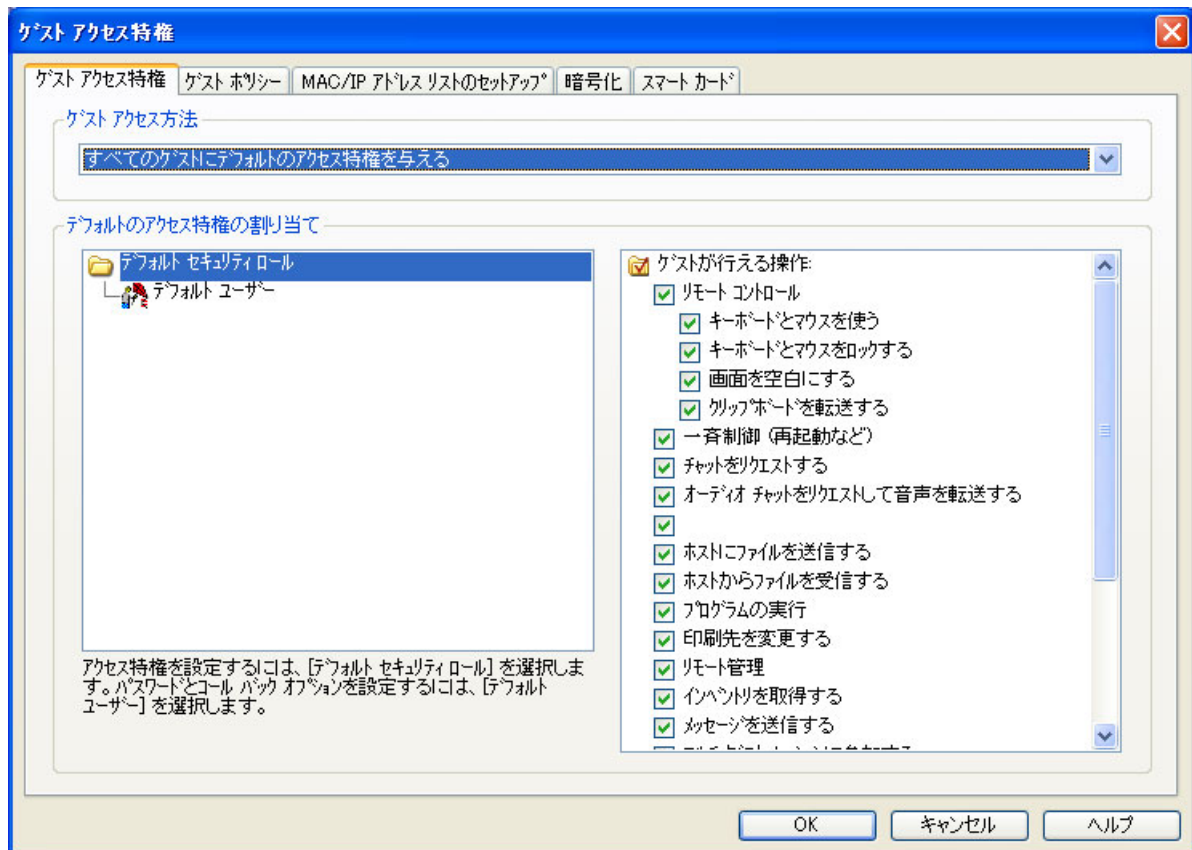 ゲスト アクセス特権
ゲスト アクセス特権 ゲスト ポリシー MAC/IP アドレス リストのセットアップ 暗号化 スマート カード
ゲスト アクセス方法
すべてのゲストにデフォルトのアクセス特権を与える
デフォルトのアクセス特権の割り当て
デフォルト セキュリティ ロール
デフォルト ユーザー
アクセス特権を設定するには、[デフォルト セキュリティ ロール] を選択しま
す。パスワードとコール バック オプションを設定するには、[デフォルト
ユーザー] を選択します。
ゲストが行える操作:
リモート コントロール
キーボードとマウスを使う
キーボードとマウスをロックする
画面を空白にする
クリップボードを転送する
一斉制御 (再起動など)
チャットをリクエストする
オーディオ チャットをリクエストして音声を転送する
ホストにファイルを送信する
ホストからファイルを受信する
プログラムの実行
印刷先を変更する
リモート管理
インベントリを取得する
メッセージを送信する
OK キャンセル ヘルプ